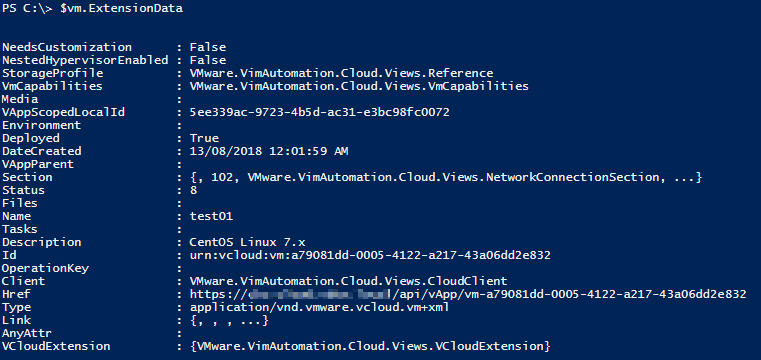 PS C:\> $vm.ExtensionData
NeedsCustomization : False
NestedHypervisorEnabled : False
StorageProfile : VMware.VimAutomation.Cloud.Views.Reference
VmCapabilities : VMware.VimAutomation.Cloud.Views.VmCapabilities
Media :
VAppScopedLocalId : 5ee339ac-9723-4b5d-ac31-e3bc98fc0072
Environment :
Deployed : True
DateCreated : 13/08/2018 12:01:59 AM
VAppParent :
Section : {, 102, VMware.VimAutomation.Cloud.Views.NetworkConnectionSection, ...}
Status : 8
Files :
Name : test01
Tasks :
Description : CentOS Linux 7.x
Id : urn:vcloud:vm:a79081dd-0005-4122-a217-43a06dd2e832
OperationKey :
Client : VMware.VimAutomation.Cloud.Views.CloudClient
Href : https:///api/vApp/vm-a79081dd-0005-4122-a217-43a06dd2e832
Type : application/vnd.vmware.vcloud.vm+xml
Link : {, , , ...}
AnyAttr :
VCloudExtension : {VMware.VimAutomation.Cloud.Views.VCloudExtension}